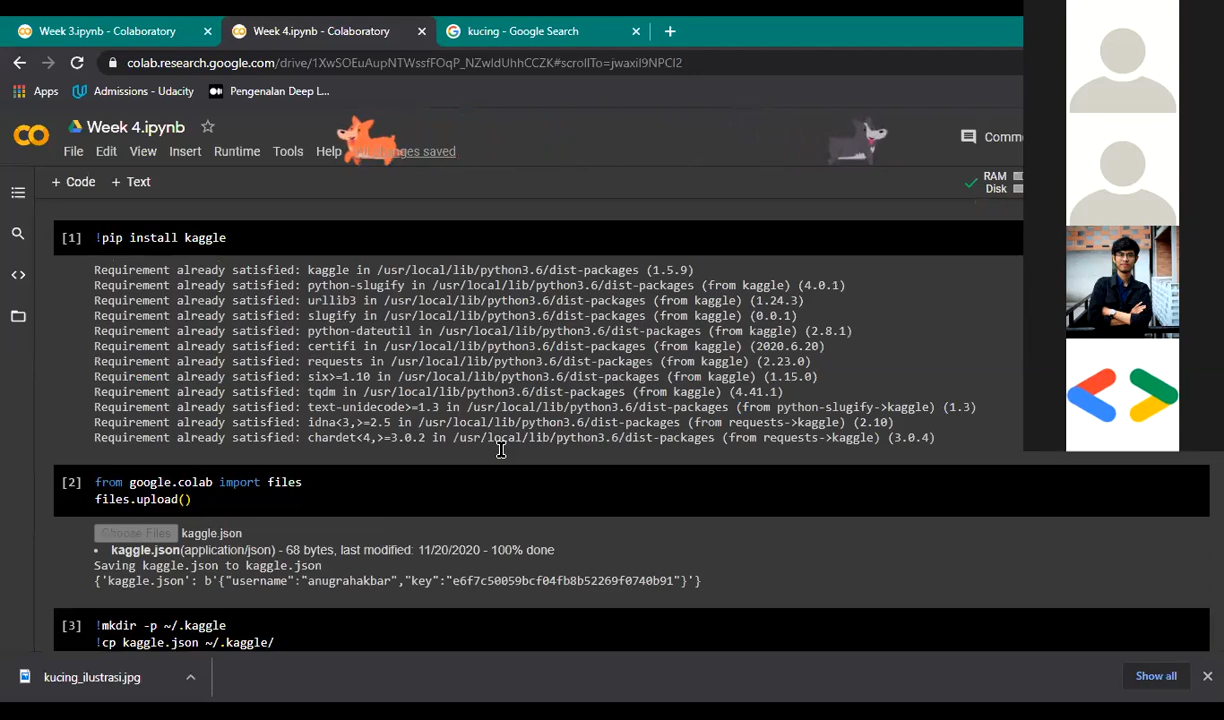 Week 3.ipynb - Colaboratory
Week 4.ipynb - Colaboratory
kucing - Google Search
colab.research.google.com/drive/1XwSOEuAupNTWssfFOqP_NZwIdUhhCCZK#scrollTo=jwaxiI9NPCl2
Apps
Admissions - Udacity
Pengenalan Deep L...
Week 4.ipynb
File Edit View Insert Runtime Tools Help
changes saved
Comme
+ Code + Text
RAM
Disk
[1] !pip install kaggle
Requirement already satisfied: kaggle in /usr/local/lib/python3.6/dist-packages (1.5.9)
Requirement already satisfied: python-slugify in /usr/local/lib/python3.6/dist-packages (from kaggle) (4.0.1)
Requirement already satisfied: urllib3 in /usr/local/lib/python3.6/dist-packages (from kaggle) (1.24.3)
Requirement already satisfied: slugify in /usr/local/lib/python3.6/dist-packages (from kaggle) (0.0.1)
Requirement already satisfied: python-dateutil in /usr/local/lib/python3.6/dist-packages (from kaggle) (2.8.1)
Requirement already satisfied: certifi in /usr/local/lib/python3.6/dist-packages (from kaggle) (2020.6.20)
Requirement already satisfied: requests in /usr/local/lib/python3.6/dist-packages (from kaggle) (2.23.0)
Requirement already satisfied: six>=1.10 in /usr/local/lib/python3.6/dist-packages (from kaggle) (1.15.0)
Requirement already satisfied: tqdm in /usr/local/lib/python3.6/dist-packages (from kaggle) (4.41.1)
Requirement already satisfied: text-unidecode>=1.3 in /usr/local/lib/python3.6/dist-packages (from python-slugify->kaggle) (1.3)
Requirement already satisfied: idna<3,>=2.5 in /usr/local/lib/python3.6/dist-packages (from requests->kaggle) (2.10)
Requirement already satisfied: chardet<4,>=3.0.2 in /usr/local/lib/python3.6/dist-packages (from requests->kaggle) (3.0.4)
[2] from google.colab import files
files.upload()
Choose Files kaggle.json
• kaggle.json(application/json) - 68 bytes, last modified: 11/20/2020 - 100% done
Saving kaggle.json to kaggle.json
{'kaggle.json': b'{"username":"anugrahakbar","key":"e6f7c50059bcf04fb8b52269f0740b91"}'}
[3] !mkdir -p ~/.kaggle
!cp kaggle.json ~/.kaggle/
kucing_ilustrasi.jpg
Show all